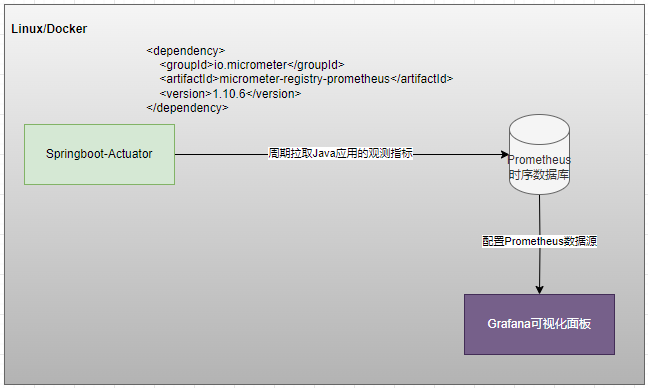 Linux/Docker
<dependency>
<groupId>io.micrometer</groupId>
<artifactId>micrometer-registry-prometheus</artifactId>
<version>1.10.6</version>
</dependency>
Springboot-Actuator
周期拉取Java应用的观测指标
Prometheus
时序数据库
配置Prometheus数据源
Grafana可视化面板